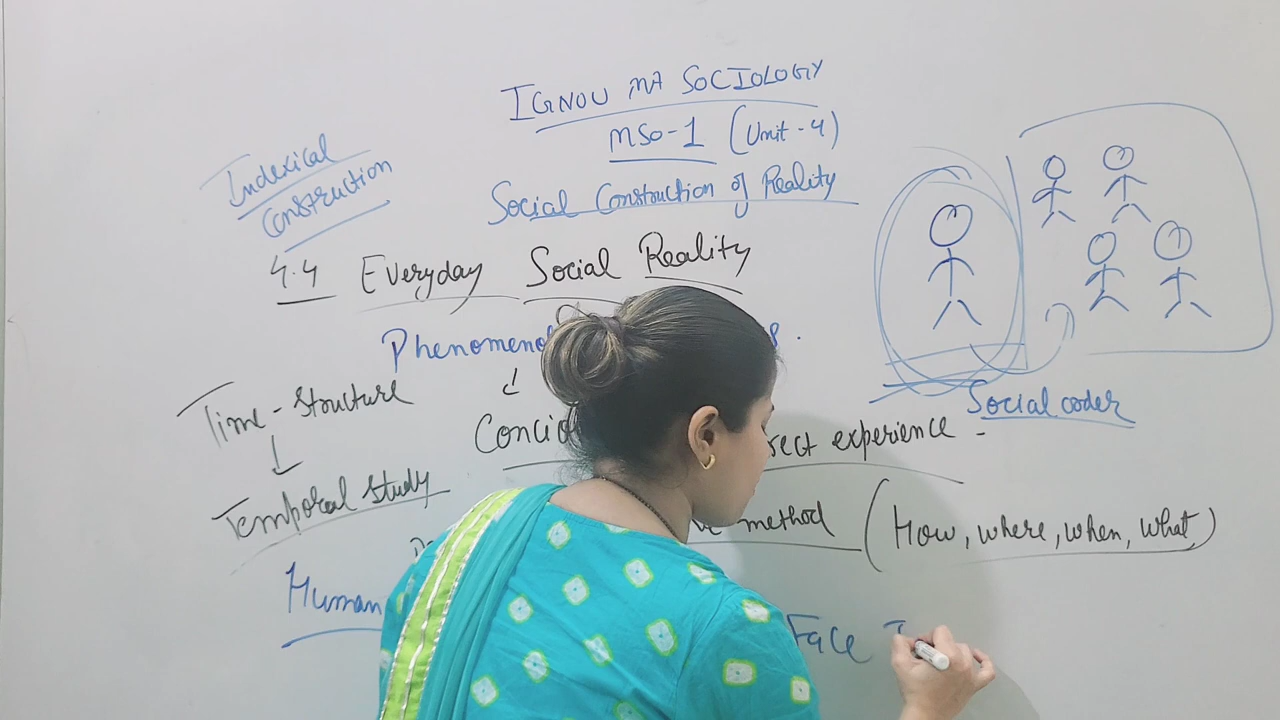 IGNOU MA SOCIOLOGY
MSO-1 (Unit-4)
Social Construction of Reality
Indexical
Construction
4.4 Everyday Social Reality
Time-Structure
Temporal Study
Social coder
experience -
method (How, where, when, what)
Human
Face